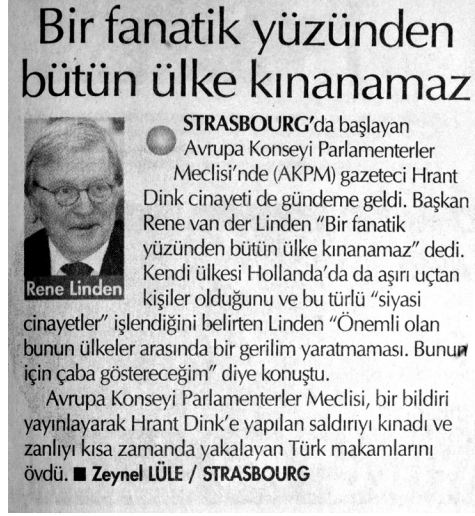 Bir fanatik yüzünden
bütün ülke kınanamaz
STRASBOURG'da başlayan
Avrupa Konseyi Parlamenterler
Meclisi'nde (AKPM) gazeteci Hrant
Dink cinayeti de gündeme geldi. Başkan
Rene van der Linden “Bir fanatik
yüzünden bütün ülke kınanamaz” dedi.
Kendi ülkesi Hollanda'da da aşırı uçtan
kişiler olduğunu ve bu türlü “siyasi
cinayetler” işlendiğini belirten Linden “Önemli olan
bunun ülkeler arasında bir gerilim yaratmaması. Bunun
için çaba göstereceğim” diye konuştu.
Avrupa Konseyi Parlamenterler Meclisi, bir bildiri
yayınlayarak Hrant Dink'e yapılan saldırıyı kınadı ve
zanlıyı kısa zamanda yakalayan Türk makamlarını
övdü. ■ Zeynel LÜLE / STRASBOURG
Rene Linden